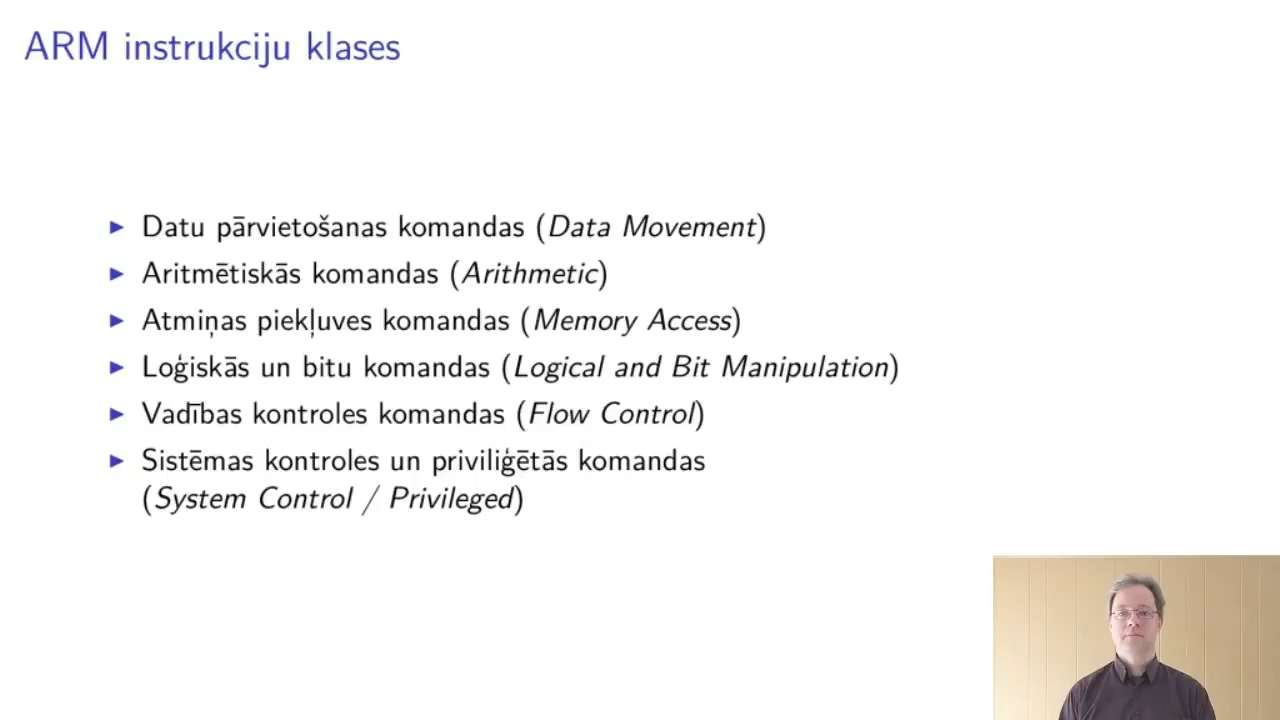 ARM instrukciju klases
▶ Datu pārvietošanas komandas (Data Movement)
▶ Aritmētiskās komandas (Arithmetic)
▶ Atmiņas piekļuves komandas (Memory Access)
▶ Loģiskās un bitu komandas (Logical and Bit Manipulation)
▶ Vadības kontroles komandas (Flow Control)
▶ Sistēmas kontroles un priviliģētās komandas
(System Control / Privileged)